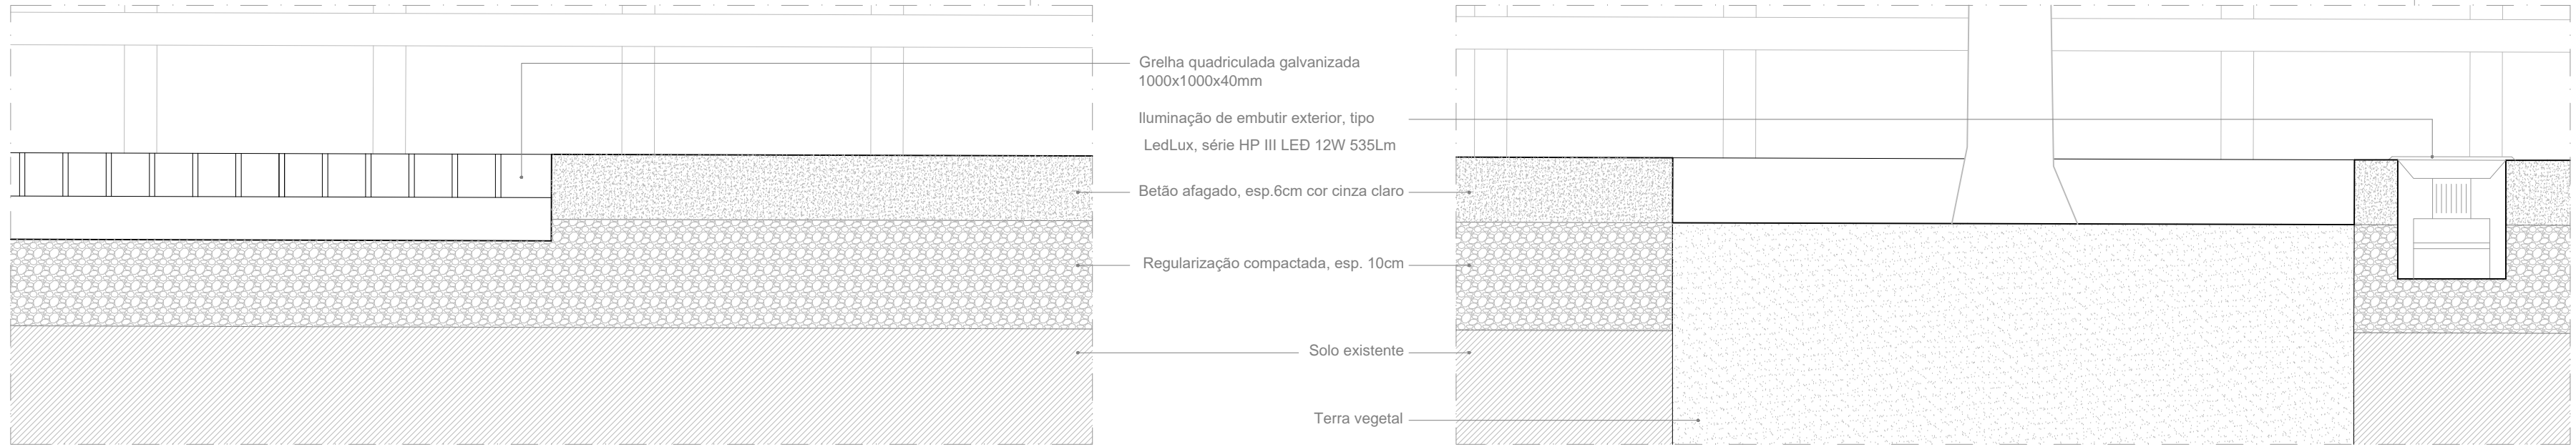 Grelha quadriculada galvanizada
1000x1000x40mm
Iluminação de embutir exterior, tipo
LedLux, série HP III LEÐ 12W 535Lm
Betão afagado, esp.6cm cor cinza claro
Regularização compactada, esp. 10cm
Solo existente
Terra vegetal